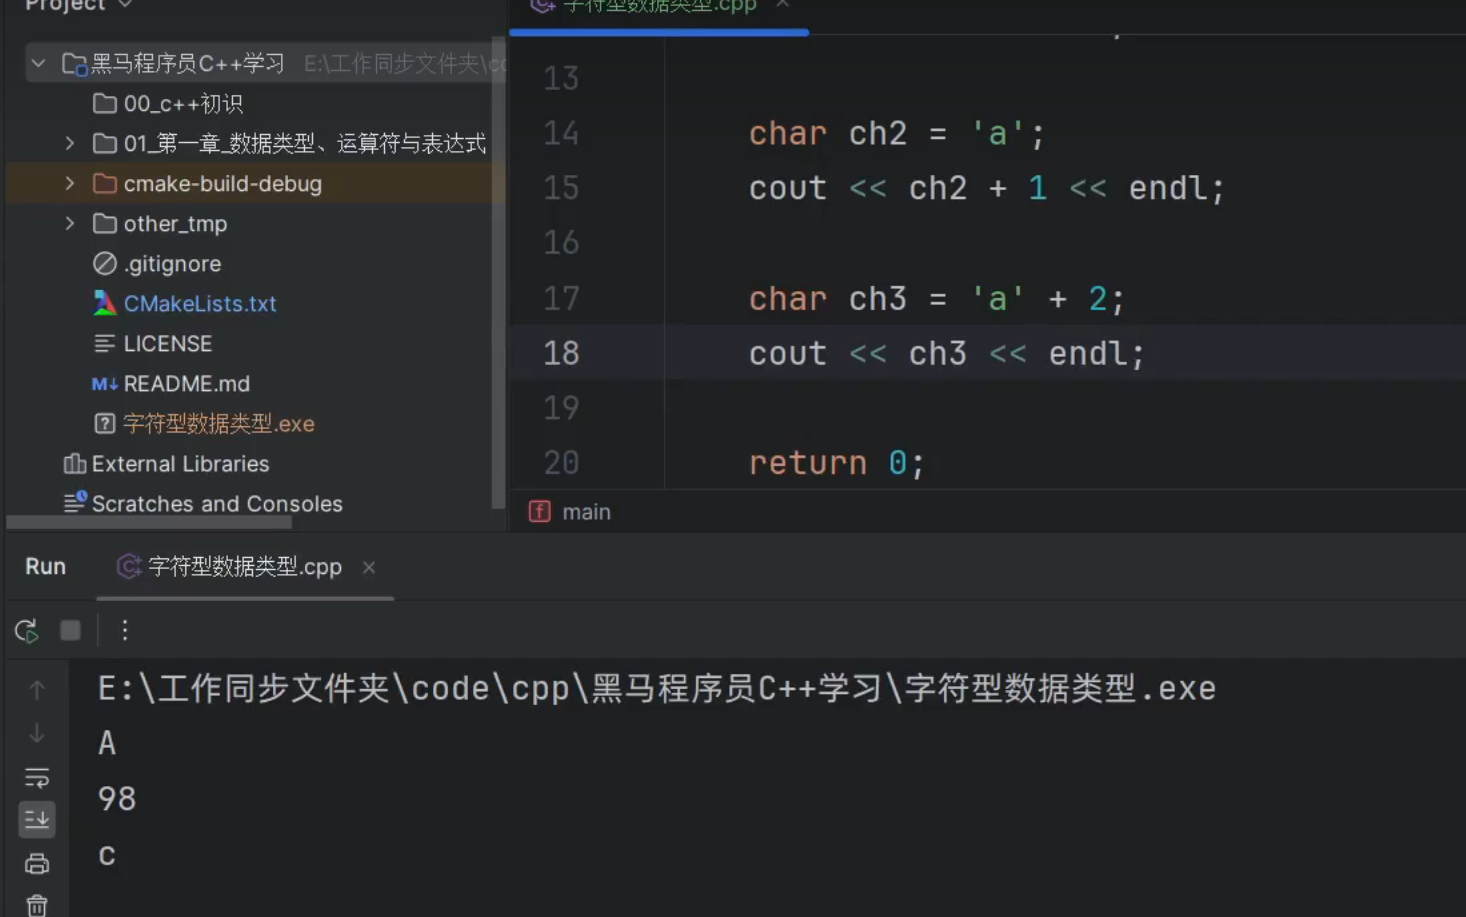 Project
黑马程序员C++学习 E:\工作同步文件夹\co
00_c++初识
01_第一章_数据类型、运算符与表达式
cmake-build-debug
other_tmp
.gitignore
CMakeLists.txt
LICENSE
README.md
字符型数据类型.exe
External Libraries
Scratches and Consoles
字符型数据类型.cpp
13
14 char ch2 = 'a';
15 cout << ch2 + 1 << endl;
16
17 char ch3 = 'a' + 2;
18 cout << ch3 << endl;
19
20 return 0;
main
Run 字符型数据类型.cpp
E:\工作同步文件夹\code\cpp\黑马程序员C++学习\字符型数据类型.exe
A
98
c